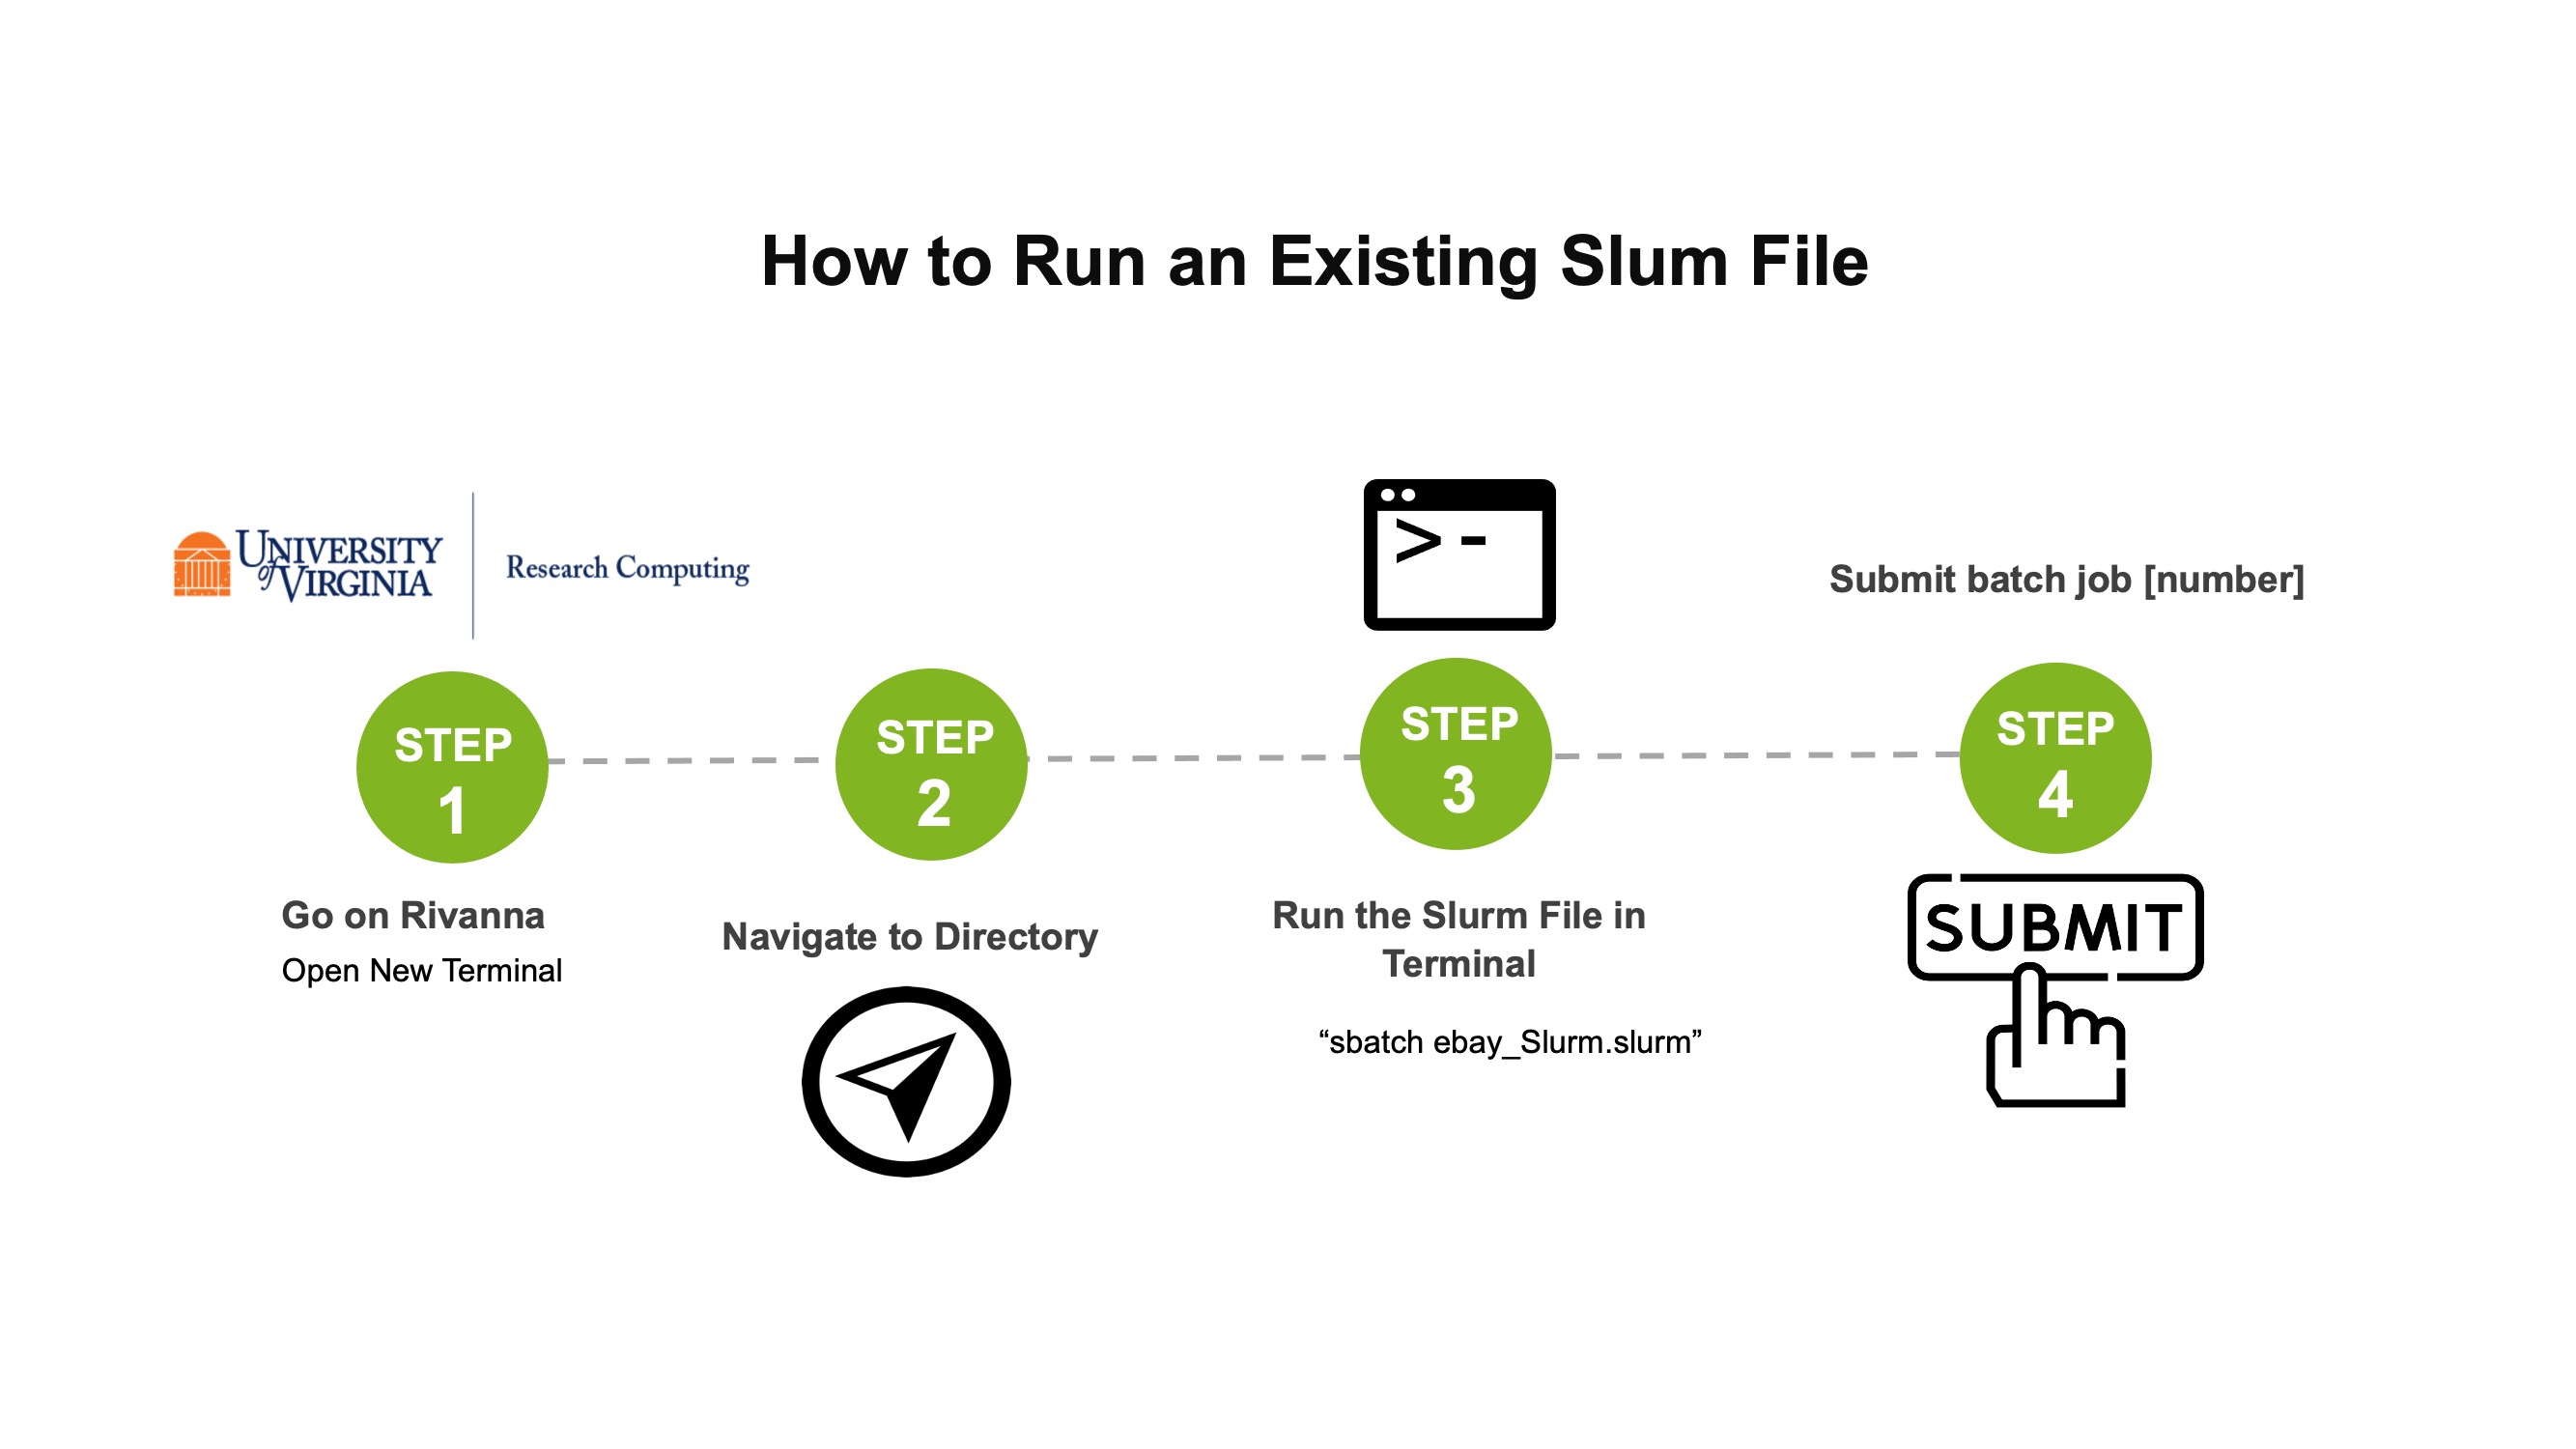 How to Run an Existing Slum File
UNIVERSITY
of VIRGINIA
Research Computing
>-
Submit batch job [number]
STEP
1
STEP
2
STEP
3
STEP
4
Go on Rivanna
Open New Terminal
Navigate to Directory
Run the Slurm File in
Terminal
“sbatch ebay_Slurm.slurm”
SUBMIT